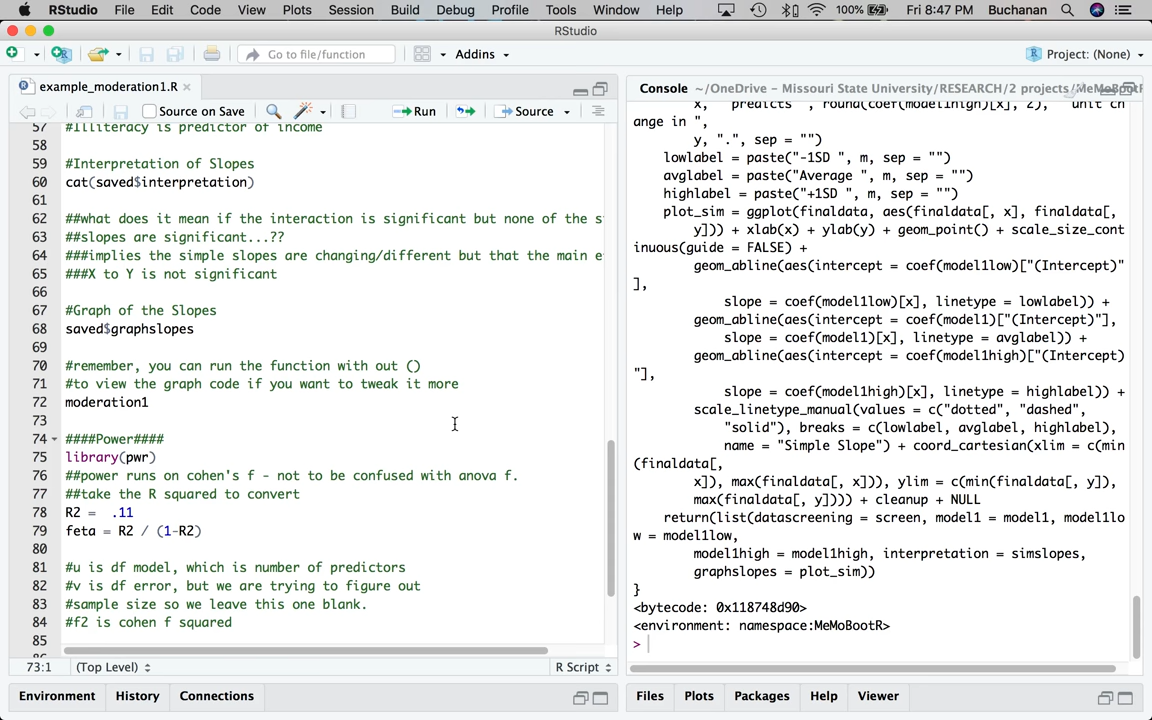 RStudio File Edit Code View Plots Session Build Debug Profile Tools Window Help 100% Fri 8:47 PM Buchanan
RStudio
Go to file/function Addins Project: (None)
example_moderation1.R
Source on Save Run Source
57 #Illiteracy is predictor of income
58
59 #Interpretation of Slopes
60 cat(saved$interpretation)
61
62 ##what does it mean if the interaction is significant but none of the s
63 ##slopes are significant...??
64 ###implies the simple slopes are changing/different but that the main e
65 ###X to Y is not significant
66
67 #Graph of the Slopes
68 saved$graphslopes
69
70 #remember, you can run the function with out ()
71 #to view the graph code if you want to tweak it more
72 moderation1
73
74 ####Power####
75 library(pwr)
76 ##power runs on cohen's f - not to be confused with anova f.
77 ##take the R squared to convert
78 R2 =  .11
79 feta = R2 / (1-R2)
80
81 #u is df model, which is number of predictors
82 #v is df error, but we are trying to figure out
83 #sample size so we leave this one blank.
84 #f2 is cohen f squared
85
73:1 (Top Level) R Script
Environment History Connections
Console ~/OneDrive - Missouri State University/RESEARCH/2 projects/MeMoBootR
x, " predicts ", round(coef(model1high)[x], 2), " unit ch
ange in ",
y, ".", sep = "")
lowlabel = paste("-1SD ", m, sep = "")
avglabel = paste("Average ", m, sep = "")
highlabel = paste("+1SD ", m, sep = "")
plot_sim = ggplot(finaldata, aes(finaldata[, x], finaldata[,
y])) + xlab(x) + ylab(y) + geom_point() + scale_size_cont
inuous(guide = FALSE) +
geom_abline(aes(intercept = coef(model1low)["(Intercept)"
],
slope = coef(model1low)[x], linetype = lowlabel)) +
geom_abline(aes(intercept = coef(model1)["(Intercept)"],
slope = coef(model1)[x], linetype = avglabel)) +
geom_abline(aes(intercept = coef(model1high)["(Intercept)
"],
slope = coef(model1high)[x], linetype = highlabel)) +
scale_linetype_manual(values = c("dotted", "dashed",
"solid"), breaks = c(lowlabel, avglabel, highlabel),
name = "Simple Slope") + coord_cartesian(xlim = c(min
(finaldata[,
x]), max(finaldata[, x])), ylim = c(min(finaldata[, y]),
max(finaldata[, y]))) + cleanup + NULL
return(list(datascreening = screen, model1 = model1, model1lo
w = model1low,
model1high = model1high, interpretation = simslopes,
graphslopes = plot_sim))
}
<bytecode: 0x118748d90>
<environment: namespace:MeMoBootR>
>
Files Plots Packages Help Viewer